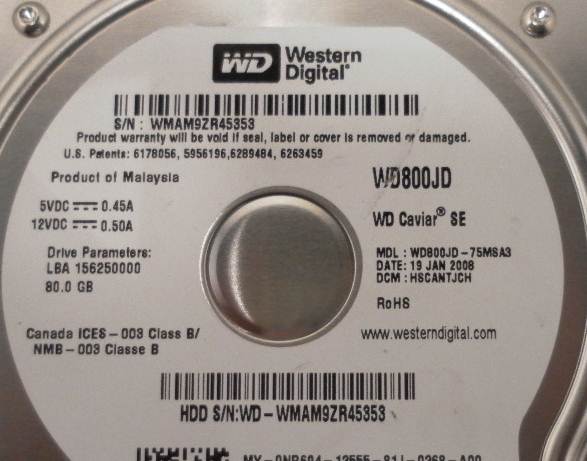 WD Western
Digital®
S/N : WMAM9ZR45353
Product warranty will be void if seal, label or cover is removed or damaged.
U.S. Patents: 6178056, 5956196,6289484, 6263459
Product of Malaysia
WD800JD
5VDC 0.45A
12VDC 0.50A
WD Caviar® SE
Drive Parameters:
LBA 156250000
80.0 GB
MDL : WD800JD-75MSA3
DATE: 19 JAN 2008
DCM : HSCANTJCH
RoHS
Canada ICES-003 Class B/
NMB-003 Classe B
www.westerndigital.com
HDD S/N:WD-WMAM9ZR45353